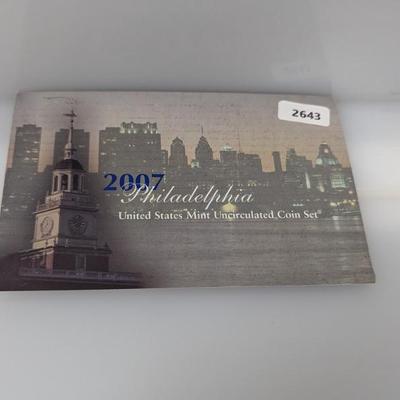 2643
2007
Philadelphia
United States Mint Uncirculated Coin Set®